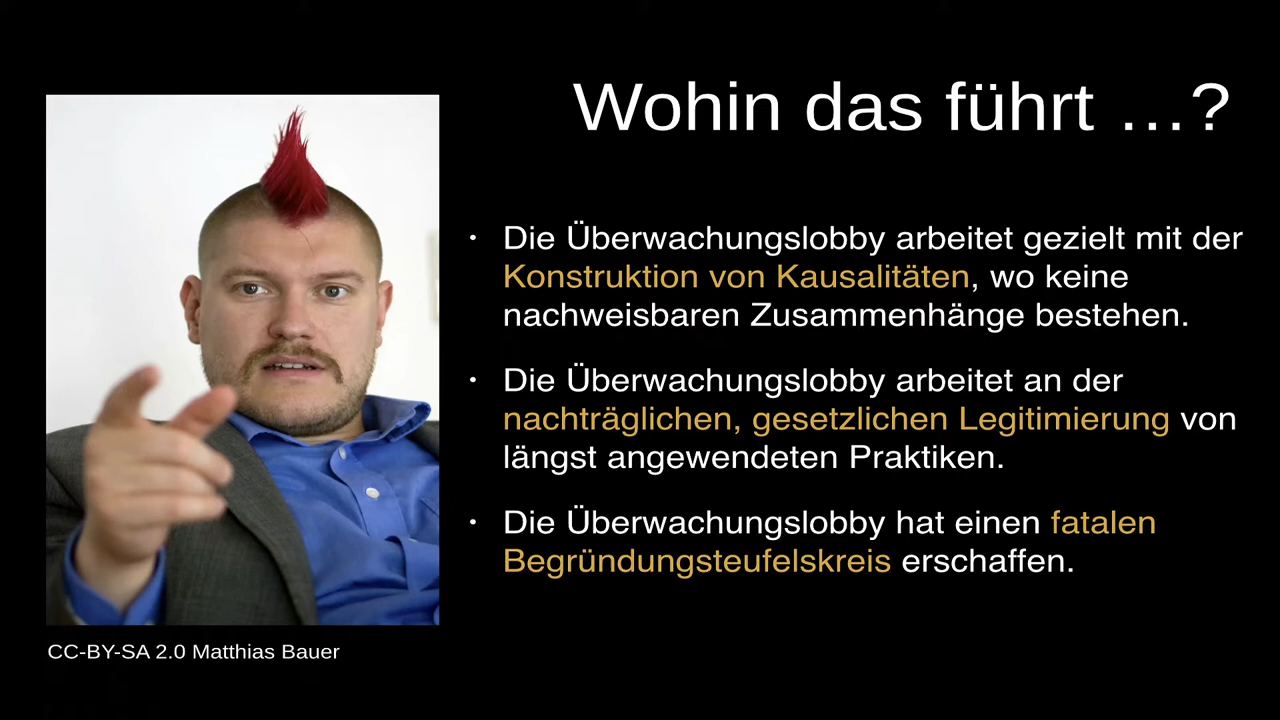 Wohin das führt …?
• Die Überwachungslobby arbeitet gezielt mit der
Konstruktion von Kausalitäten, wo keine
nachweisbaren Zusammenhänge bestehen.
• Die Überwachungslobby arbeitet an der
nachträglichen, gesetzlichen Legitimierung von
längst angewendeten Praktiken.
• Die Überwachungslobby hat einen fatalen
Begründungsteufelskreis erschaffen.
CC-BY-SA 2.0 Matthias Bauer